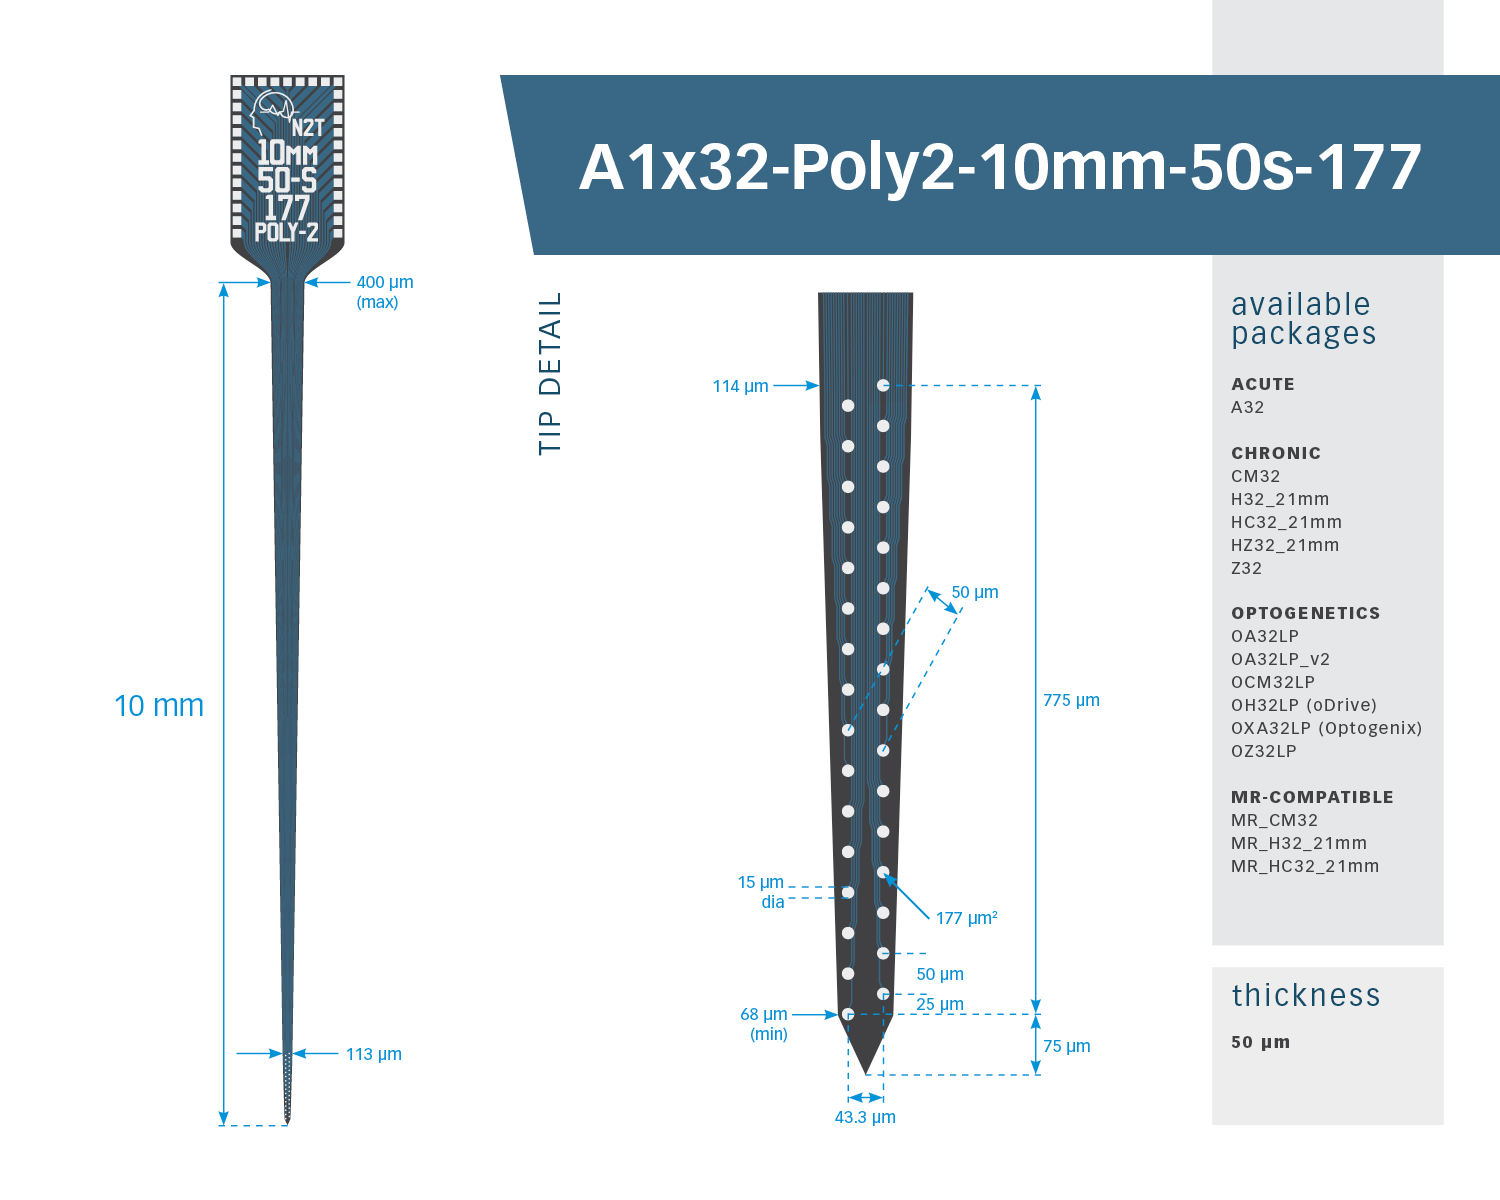 N2T
10MM
50-S
177
POLY-2
400 µm
(max)
10 mm
113 µm
A1x32-Poly2-10mm-50s-177
TIP DETAIL
114 µm
50 µm
775 µm
15 µm
dia
177 µm²
50 µm
25 µm
68 µm
(min)
75 µm
43.3 µm
available
packages
ACUTE
A32
CHRONIC
CM32
H32_21mm
HC32_21mm
HZ32_21mm
Z32
OPTOGENETICS
OA32LP
OA32LP_v2
OCM32LP
OH32LP (oDrive)
OXA32LP (Optogenix)
OZ32LP
MR-COMPATIBLE
MR_CM32
MR_H32_21mm
MR_HC32_21mm
thickness
50 µm